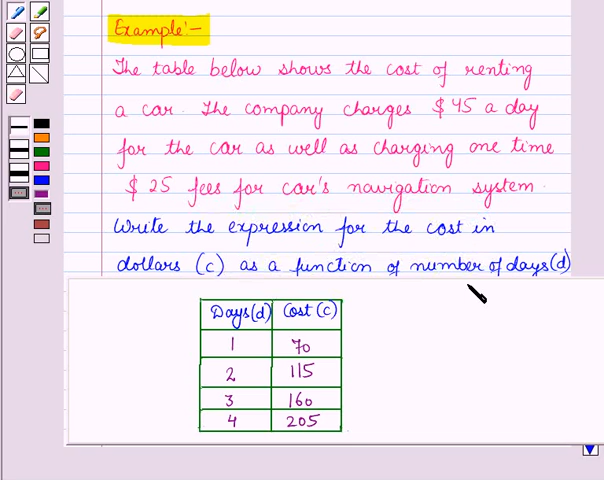 Example:-
The table below shows the cost of renting
a car. The company charges $45 a day
for the car as well as charging one time
$25 fees for car's navigation system.
Write the expression for the cost in
dollars (c) as a function of number of days (d)
Days (d) Cost (c)
1 70
2 115
3 160
4 205